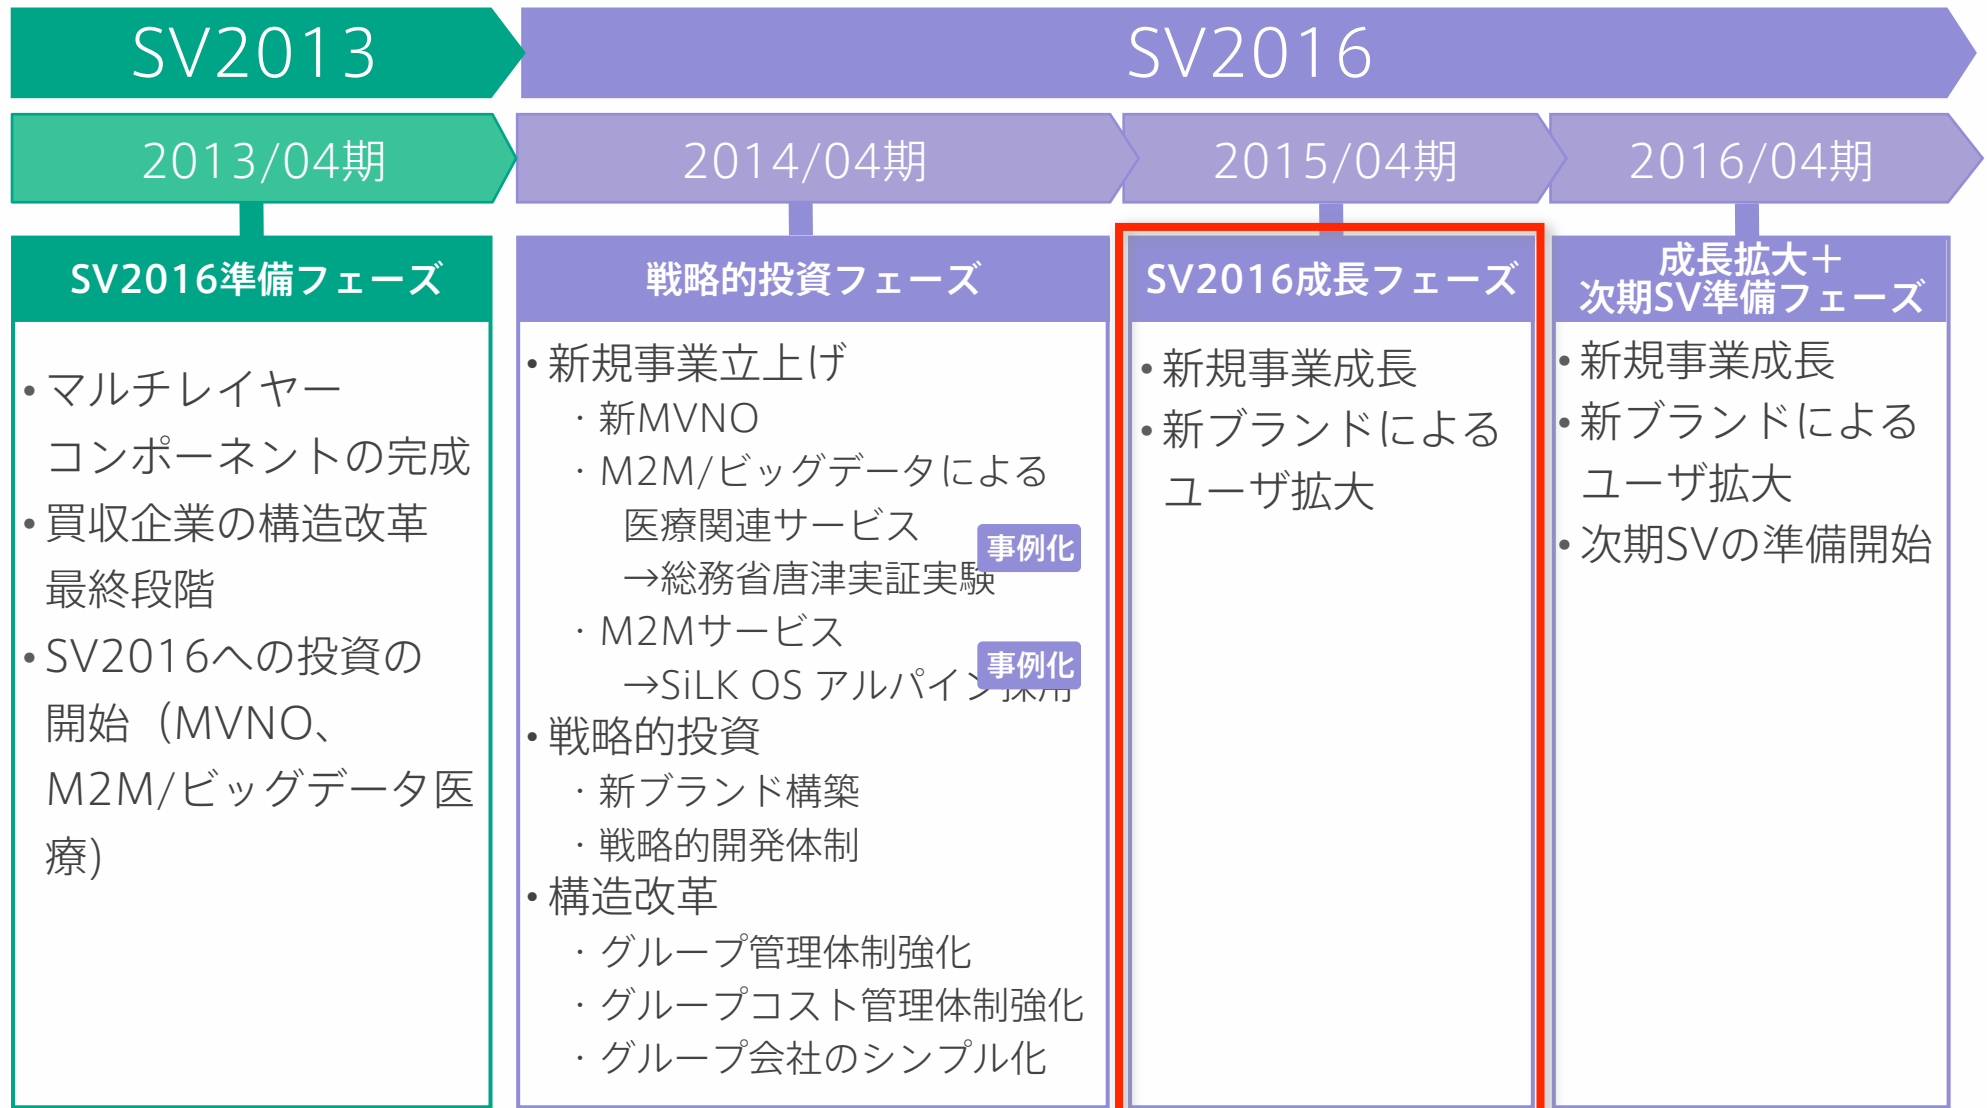 SV2013
SV2016
2013/04期
2014/04期
2015/04期
2016/04期
SV2016準備フェーズ
• マルチレイヤー
コンポーネントの完成
• 買収企業の構造改革
最終段階
• SV2016への投資の
開始（MVNO、
M2M/ビッグデータ医
療)
戦略的投資フェーズ
• 新規事業立上げ
・新MVNO
・M2M/ビッグデータによる
医療関連サービス
事例化
→総務省唐津実証実験
・M2Mサービス
事例化
→SiLK OS アルパイン採用
• 戦略的投資
・新ブランド構築
・戦略的開発体制
• 構造改革
・グループ管理体制強化
・グループコスト管理体制強化
・グループ会社のシンプル化
SV2016成長フェーズ
• 新規事業成長
• 新ブランドによる
ユーザ拡大
成長拡大＋
次期SV準備フェーズ
• 新規事業成長
• 新ブランドによる
ユーザ拡大
• 次期SVの準備開始